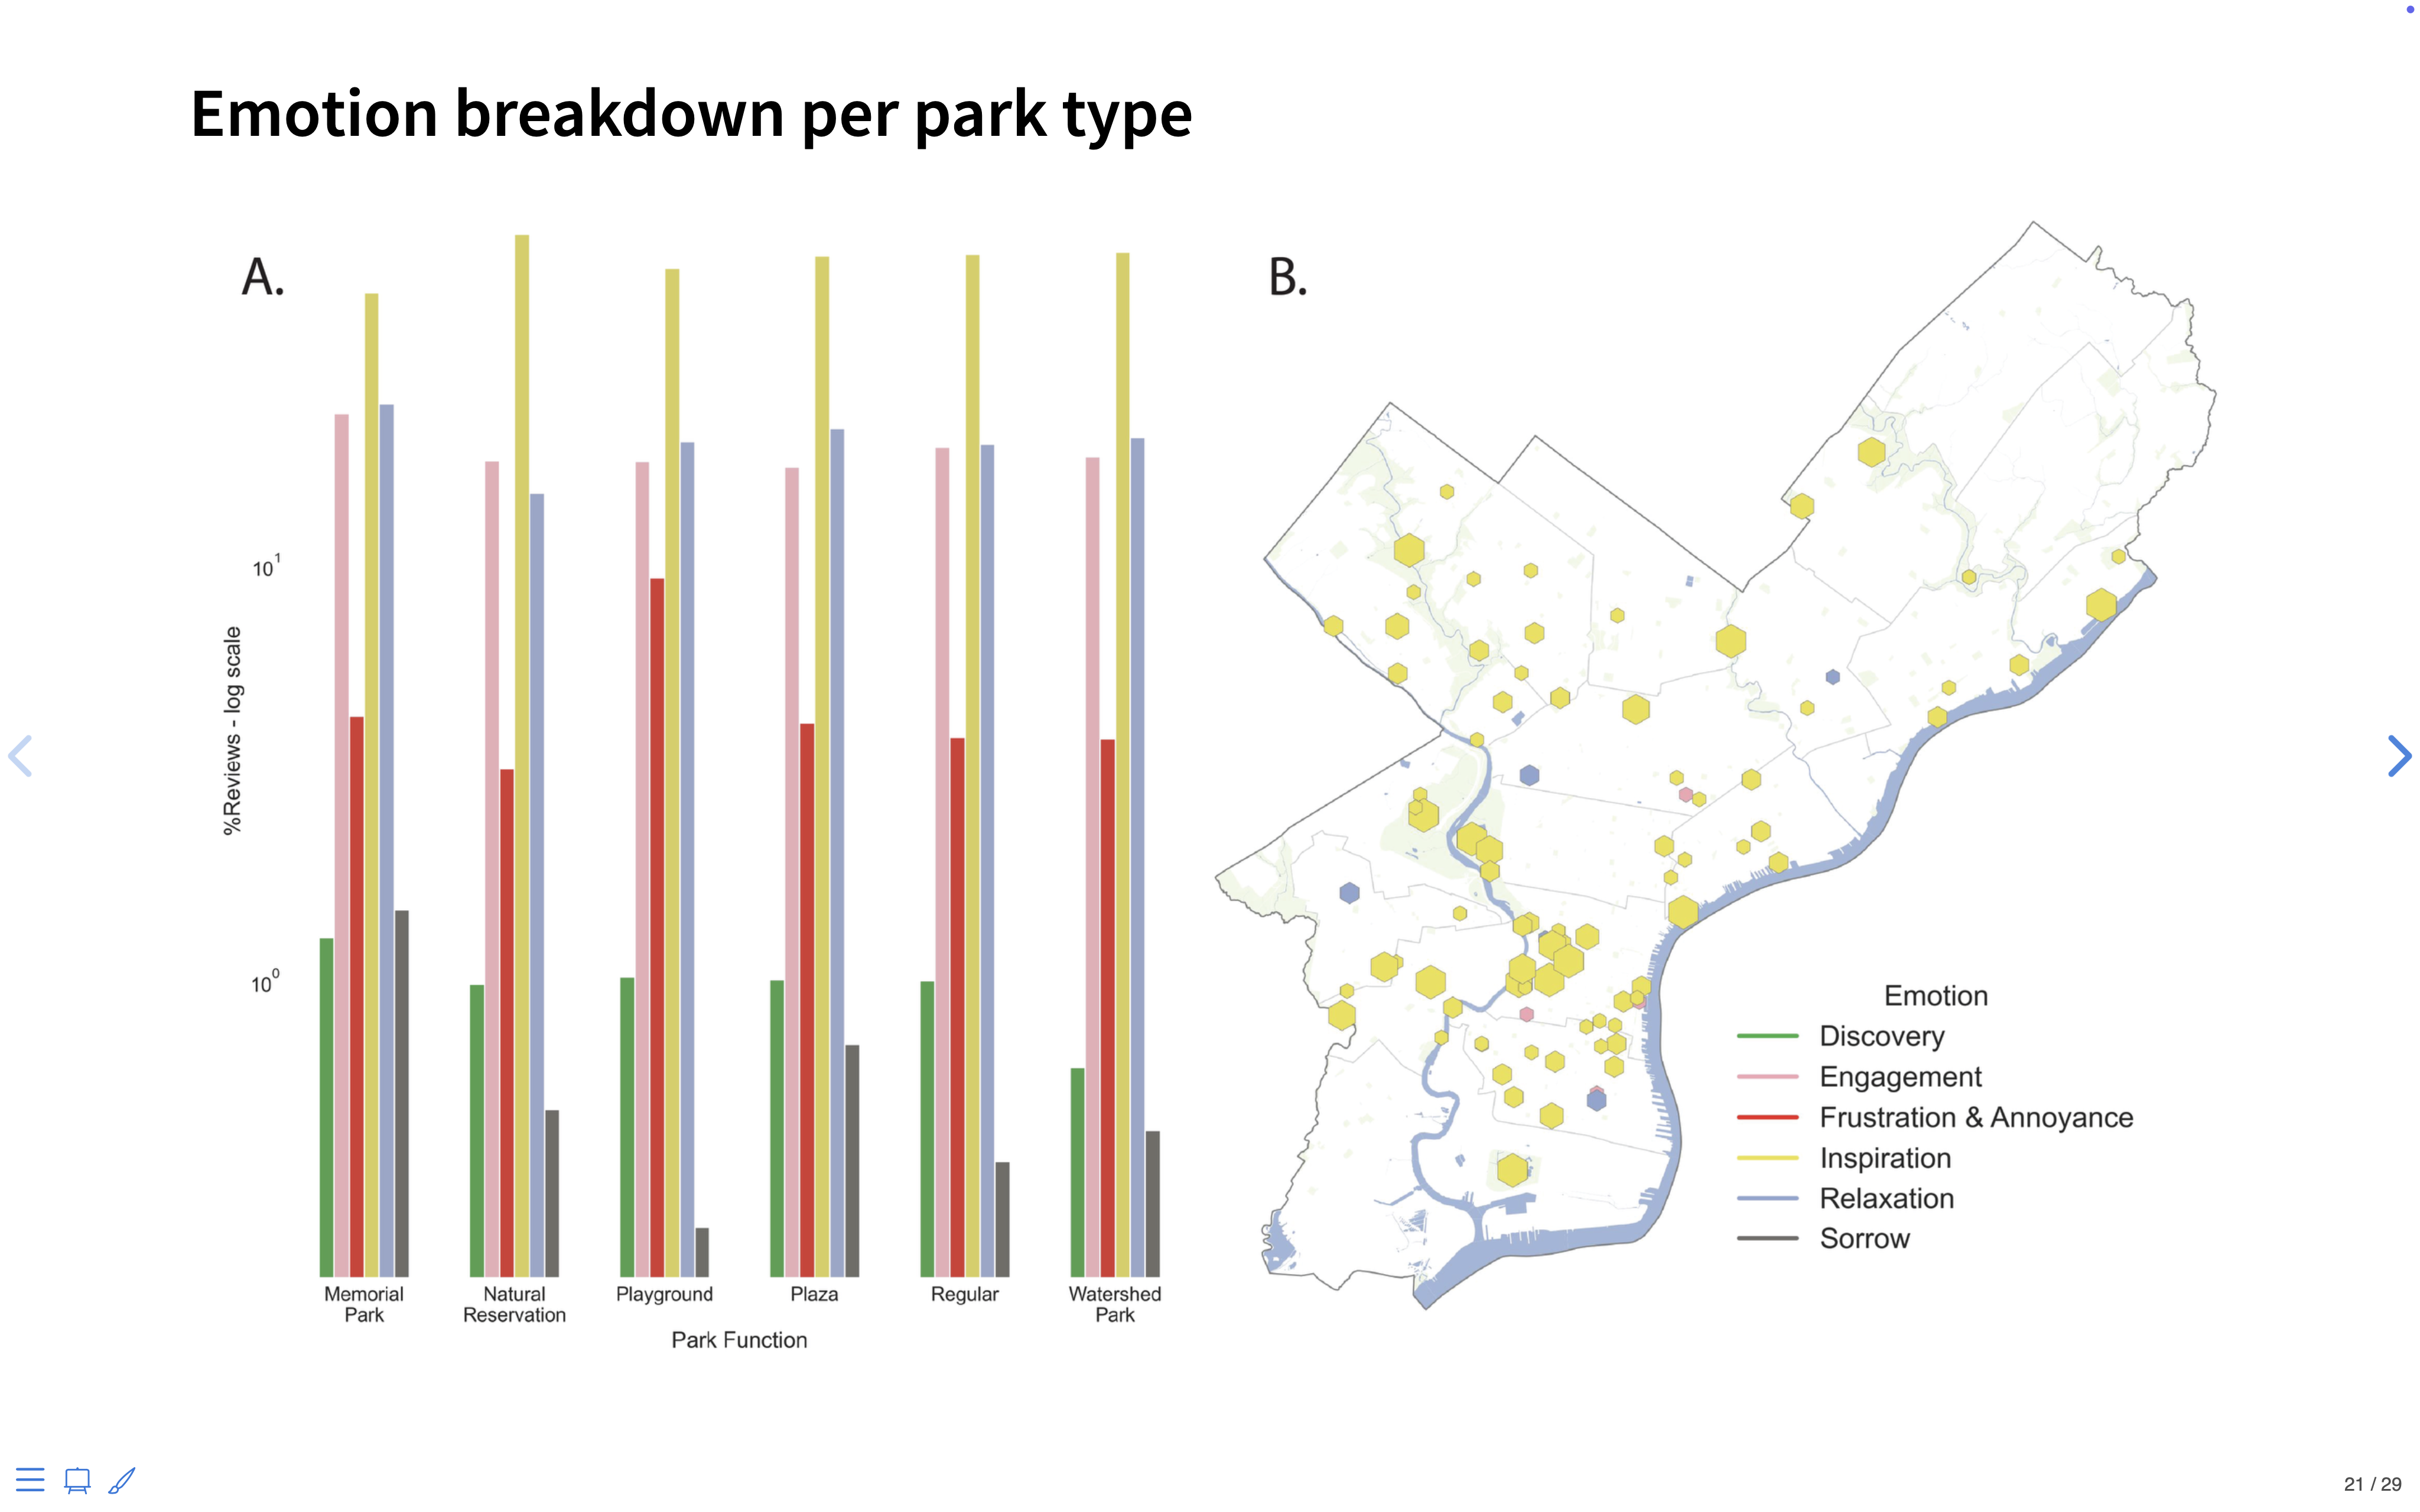 Emotion breakdown per park type
A.
%Reviews - log scale
10¹
10⁰
Memorial
Park
Natural
Reservation
Playground
Plaza
Regular
Watershed
Park
Park Function
B.
Emotion
Discovery
Engagement
Frustration & Annoyance
Inspiration
Relaxation
Sorrow
21 / 29